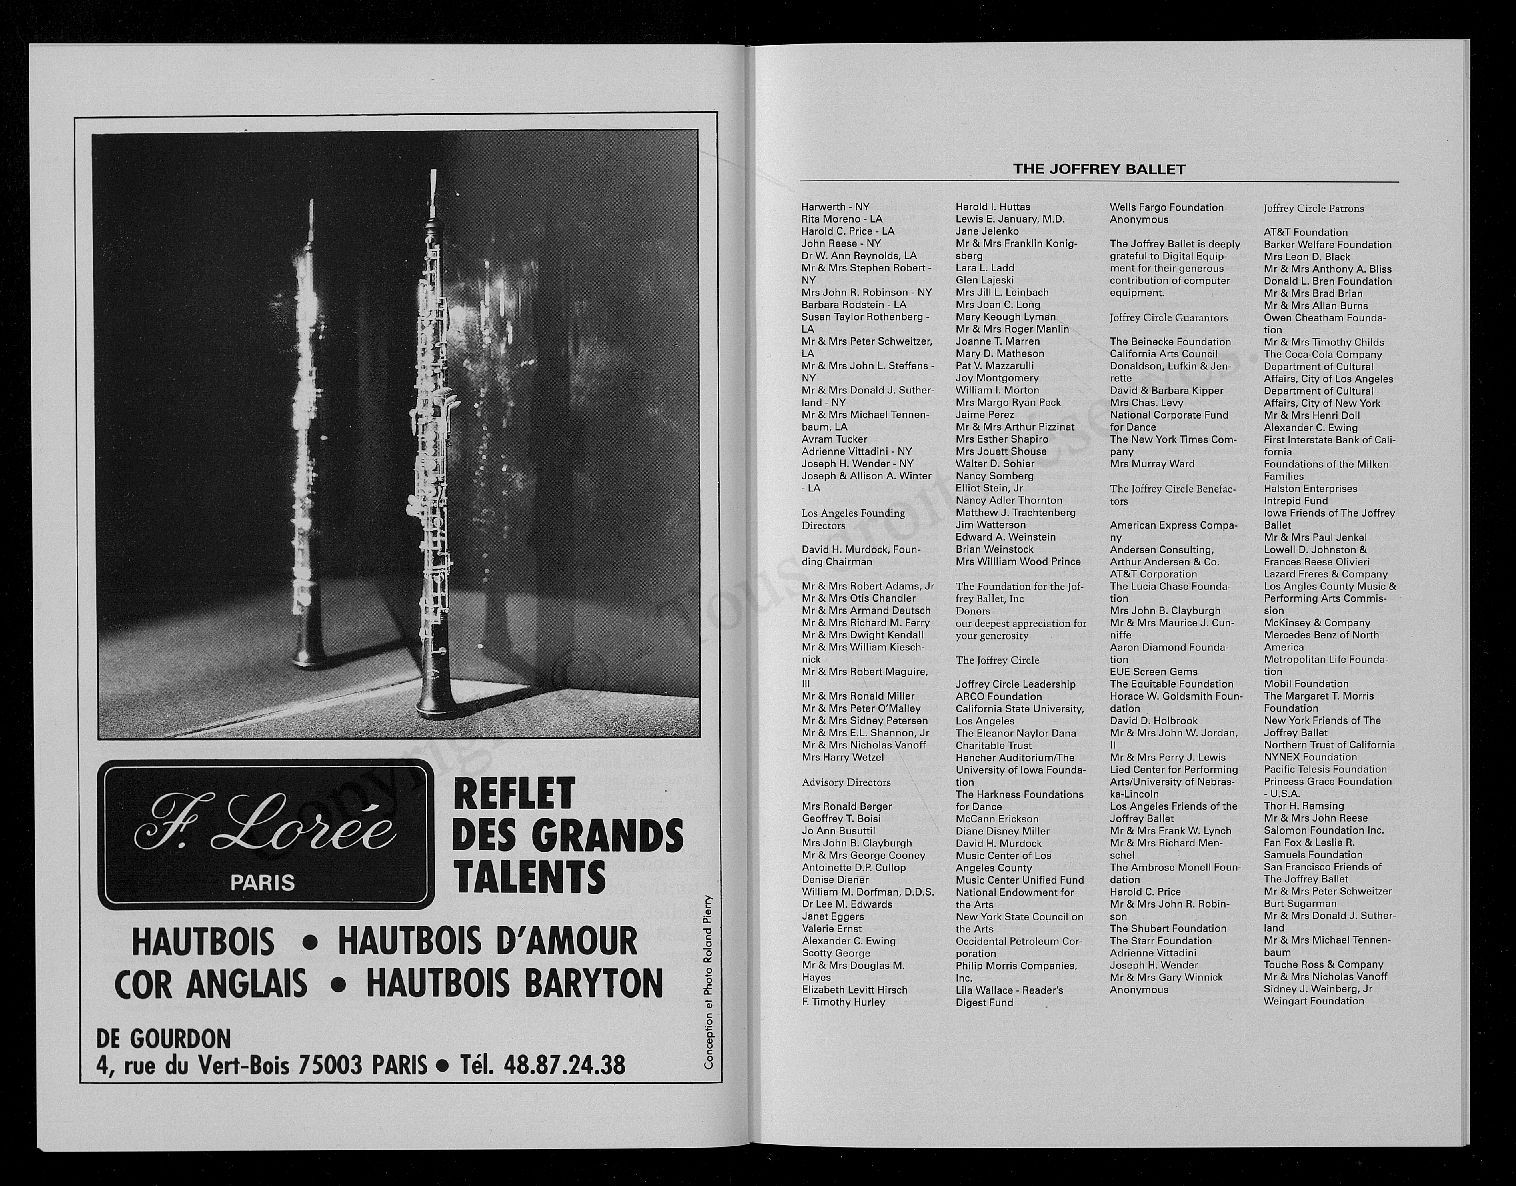 F. Lorée
PARIS
REFLET
DES GRANDS
TALENTS
HAUTBOIS • HAUTBOIS D'AMOUR
COR ANGLAIS • HAUTBOIS BARYTON
DE GOURDON
4, rue du Vert-Bois 75003 PARIS • Tél. 48.87.24.38
Conception et Photo Roland Pierry
THE JOFFREY BALLET
Harwerth - NY
Rita Moreno - LA
Harold C. Price - LA
John Reese - NY
Dr W. Ann Reynolds, LA
Mr & Mrs Stephen Robert -
NY
Mrs John R. Robinson - NY
Barbara Rodstein - LA
Susan Taylor Rothenberg -
LA
Mr & Mrs Peter Schweitzer,
LA
Mr & Mrs John L. Steffens -
NY
Mr & Mrs Donald J. Suther-
land - NY
Mr & Mrs Michael Tennen-
baum, LA
Avram Tucker
Adrienne Vittadini - NY
Joseph H. Wender - NY
Joseph & Allison A. Winter
- LA
Los Angeles Founding
Directors
David H. Murdock, Foun-
ding Chairman
Mr & Mrs Robert Adams, Jr
Mr & Mrs Otis Chandler
Mr & Mrs Armand Deutsch
Mr & Mrs Richard M. Ferry
Mr & Mrs Dwight Kendall
Mr & Mrs William Kiesch-
nick
Mr & Mrs Robert Maguire,
III
Mr & Mrs Ronald Miller
Mr & Mrs Peter O'Malley
Mr & Mrs Sidney Petersen
Mr & Mrs E.L. Shannon, Jr
Mr & Mrs Nicholas Vanoff
Mrs Harry Wetzel
Advisory Directors
Mrs Ronald Berger
Geoffrey T. Boisi
Jo Ann Busuttil
Mrs John B. Clayburgh
Mr & Mrs George Cooney
Antoinette D.P. Cullop
Denise Diener
William M. Dorfman, D.D.S.
Dr Lee M. Edwards
Janet Eggers
Valerie Ernst
Alexander C. Ewing
Scotty George
Mr & Mrs Douglas M.
Hayes
Elizabeth Levitt Hirsch
F. Timothy Hurley
Harold I. Huttas
Lewis E. January, M.D.
Jane Jelenko
Mr & Mrs Franklin Konig-
sberg
Lara L. Ladd
Glen Lajeski
Mrs Jill L. Leinbach
Mrs Joan C. Long
Mary Keough Lyman
Mr & Mrs Roger Manlin
Joanne T. Marren
Mary D. Matheson
Pat V. Mazzarulli
Joy Montgomery
William I. Morton
Mrs Margo Ryan Pack
Jaime Perez
Mr & Mrs Arthur Pizzinat
Mrs Esther Shapiro
Mrs Jouett Shouse
Walter D. Sohier
Nancy Somberg
Elliot Stein, Jr
Nancy Adler Thornton
Matthew J. Trachtenberg
Jim Watterson
Edward A. Weinstein
Brian Weinstock
Mrs Willliam Wood Prince
The Foundation for the Jof-
frey Ballet, Inc
Donors
our deepest appreciation for
your generosity
The Joffrey Circle
Joffrey Circle Leadership
ARCO Foundation
California State University,
Los Angeles
The Eleanor Naylor Dana
Charitable Trust
Hancher Auditorium/The
University of Iowa Founda-
tion
The Harkness Foundations
for Dance
McCann Erickson
Diane Disney Miller
David H. Murdock
Music Center of Los
Angeles County
Music Center Unified Fund
National Endowment for
the Arts
New York State Council on
the Arts
Occidental Petroleum Cor-
poration
Philip Morris Companies,
Inc.
Lila Wallace - Reader's
Digest Fund
Wells Fargo Foundation
Anonymous
The Joffrey Ballet is deeply
grateful to Digital Equip-
ment for their generous
contribution of computer
equipment.
Joffrey Circle Guarantors
The Beinecke Foundation
California Arts Council
Donaldson, Lufkin & Jen-
rette
David & Barbara Kipper
Mrs Chas. Levy
National Corporate Fund
for Dance
The New York Times Com-
pany
Mrs Murray Ward
The Joffrey Circle Benefac-
tors
American Express Compa-
ny
Andersen Consulting,
Arthur Andersen & Co.
AT&T Corporation
The Lucia Chase Founda-
tion
Mrs John B. Clayburgh
Mr & Mrs Maurice J. Cun-
niffe
Aaron Diamond Founda-
tion
EUE Screen Gems
The Equitable Foundation
Horace W. Goldsmith Foun-
dation
David D. Holbrook
Mr & Mrs John W. Jordan,
II
Mr & Mrs Perry J. Lewis
Lied Center for Performing
Arts/University of Nebras-
ka-Lincoln
Los Angeles Friends of the
Joffrey Ballet
Mr & Mrs Frank W. Lynch
Mr & Mrs Richard Men-
schel
The Ambrose Monell Foun-
dation
Harold C. Price
Mr & Mrs John R. Robin-
son
The Shubert Foundation
The Starr Foundation
Adrienne Vittadini
Joseph H. Wender
Mr & Mrs Gary Winnick
Anonymous
Joffrey Circle Patrons
AT&T Foundation
Barker Welfare Foundation
Mrs Leon D. Black
Mr & Mrs Anthony A. Bliss
Donald L. Bren Foundation
Mr & Mrs Brad Brian
Mr & Mrs Allan Burns
Owen Cheatham Founda-
tion
Mr & Mrs Timothy Childs
The Coca Cola Company
Department of Cultural
Affairs, City of Los Angeles
Department of Cultural
Affairs, City of New York
Mr & Mrs Henri Doll
Alexander C. Ewing
First Interstate Bank of Cali-
fornia
Foundations of the Milken
Families
Halston Enterprises
Intrepid Fund
Iowa Friends of The Joffrey
Ballet
Mr & Mrs Paul Jenkel
Lowell D. Johnston &
Frances Reese Olivieri
Lazard Freres & Company
Los Angles County Music &
Performing Arts Commis-
sion
McKinsey & Company
Mercedes Benz of North
America
Metropolitan Life Founda-
tion
Mobil Foundation
The Margaret T. Morris
Foundation
New York Friends of The
Joffrey Ballet
Northern Trust of California
NYNEX Foundation
Pacific Telesis Foundation
Princess Grace Foundation
- U.S.A.
Thor H. Ramsing
Mr & Mrs John Reese
Salomon Foundation Inc.
Fan Fox & Leslie R.
Samuels Foundation
San Francisco Friends of
The Joffrey Ballet
Mr & Mrs Peter Schweitzer
Burt Sugarman
Mr & Mrs Donald J. Suther-
land
Mr & Mrs Michael Tennen-
baum
Touche Ross & Company
Mr & Mrs Nicholas Vanoff
Sidney J. Weinberg, Jr
Weingart Foundation